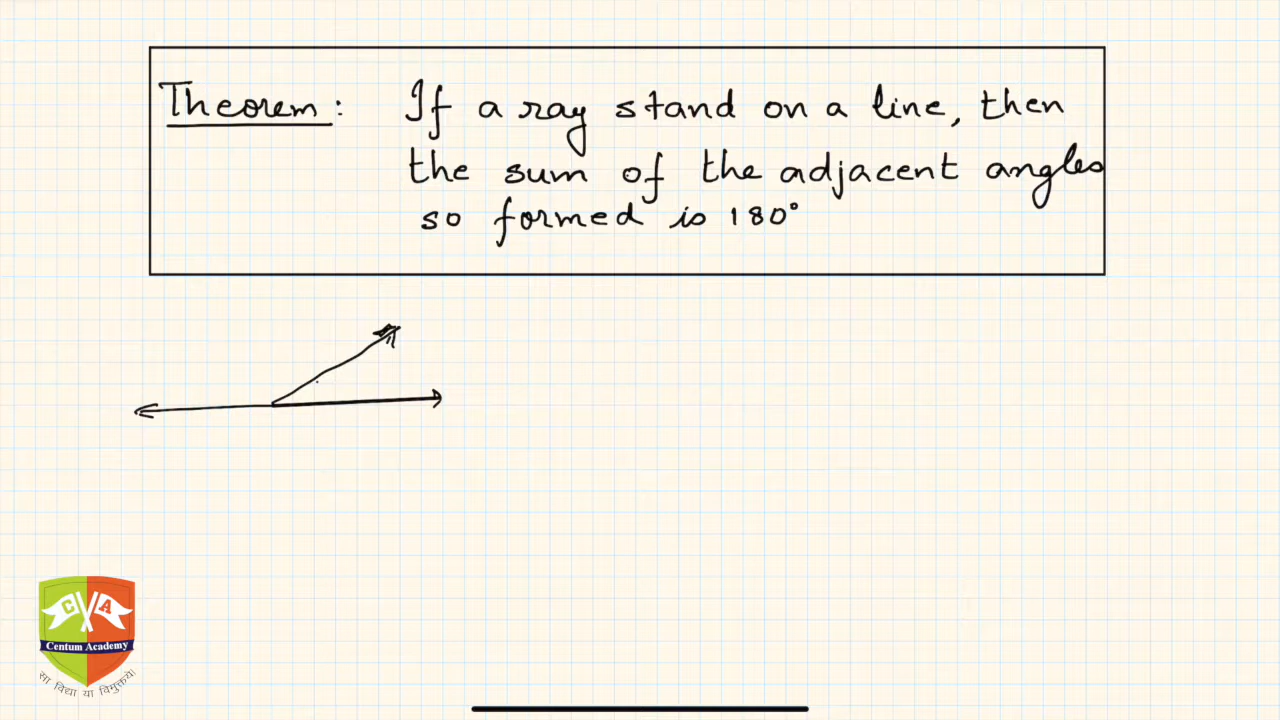 Theorem: If a ray stand on a line, then
the sum of the adjacent angles
so formed is 180°
C A
Centum Academy
सा विद्या या विमुक्तये।